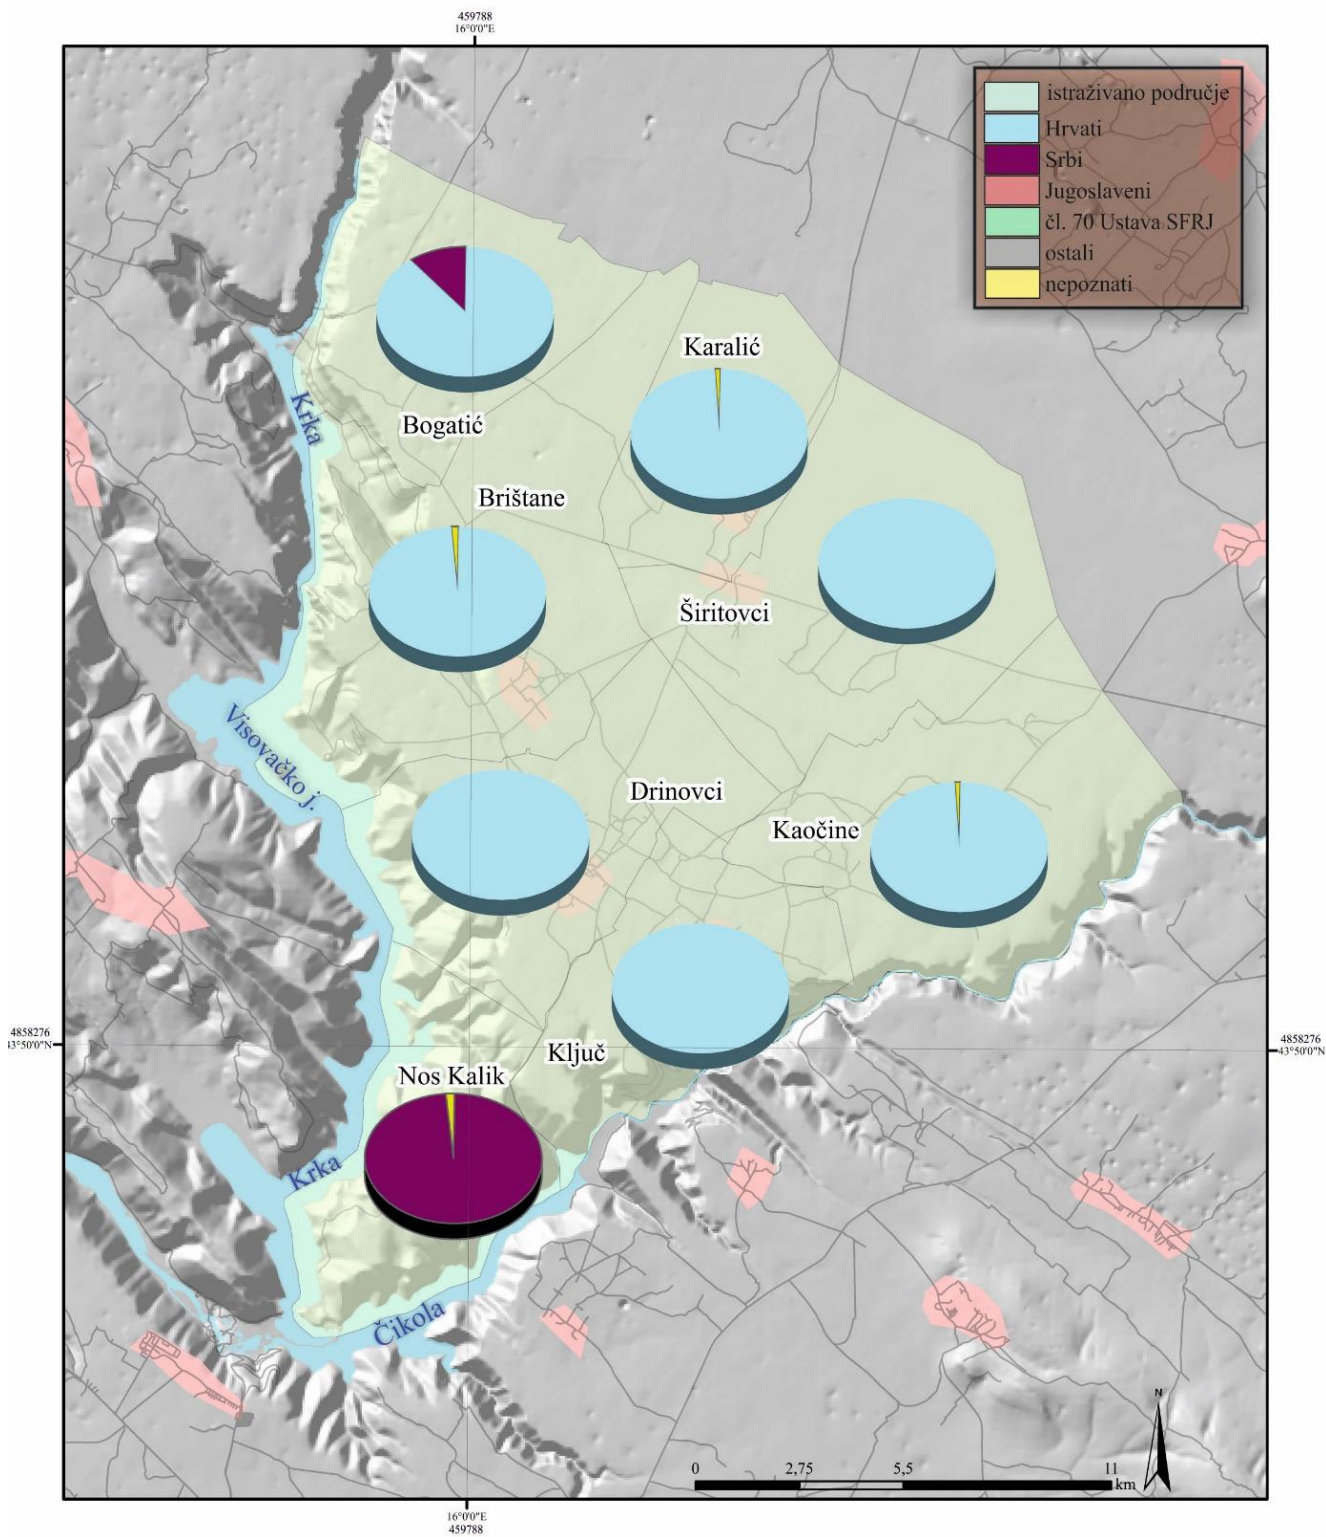 459788
16°0'0"E
istraživano područje
Hrvati
Srbi
Jugoslaveni
čl. 70 Ustava SFRJ
ostali
nepoznati
Karalić
Krka
Bogatić
Brištane
Širitovci
Visovačko j.
Drinovci
Kaočine
4858276
43°50'0"N
4858276
43°50'0"N
Ključ
Nos Kalik
Krka
Čikola
N
0 2,75 5,5 11
km
16°0'0"E
459788